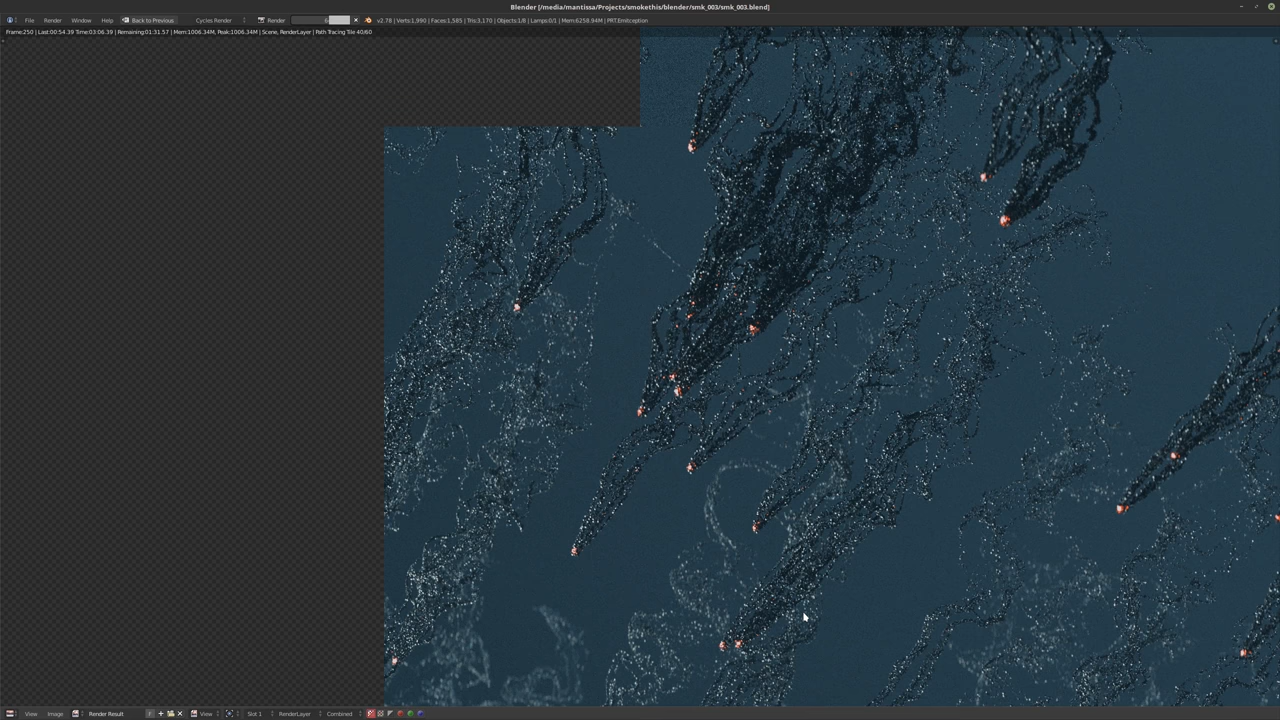 Blender [/media/mantissa/Projects/smokethis/blender/smk_003/smk_003.blend]
File Render Window Help Back to Previous Cycles Render Render v2.78 | Verts:1,990 | Faces:1,585 | Tris:3,170 | Objects:1/8 | Lamps:0/1 | Mem:6258.94M | PRT.Emitception
Frame:250 | Last:00:54.39 Time:03:06.39 | Remaining:01:31.57 | Mem:1006.34M, Peak:1006.34M | Scene, RenderLayer | Path Tracing Tile 40/60
View Image Render Result View Slot 1 RenderLayer Combined